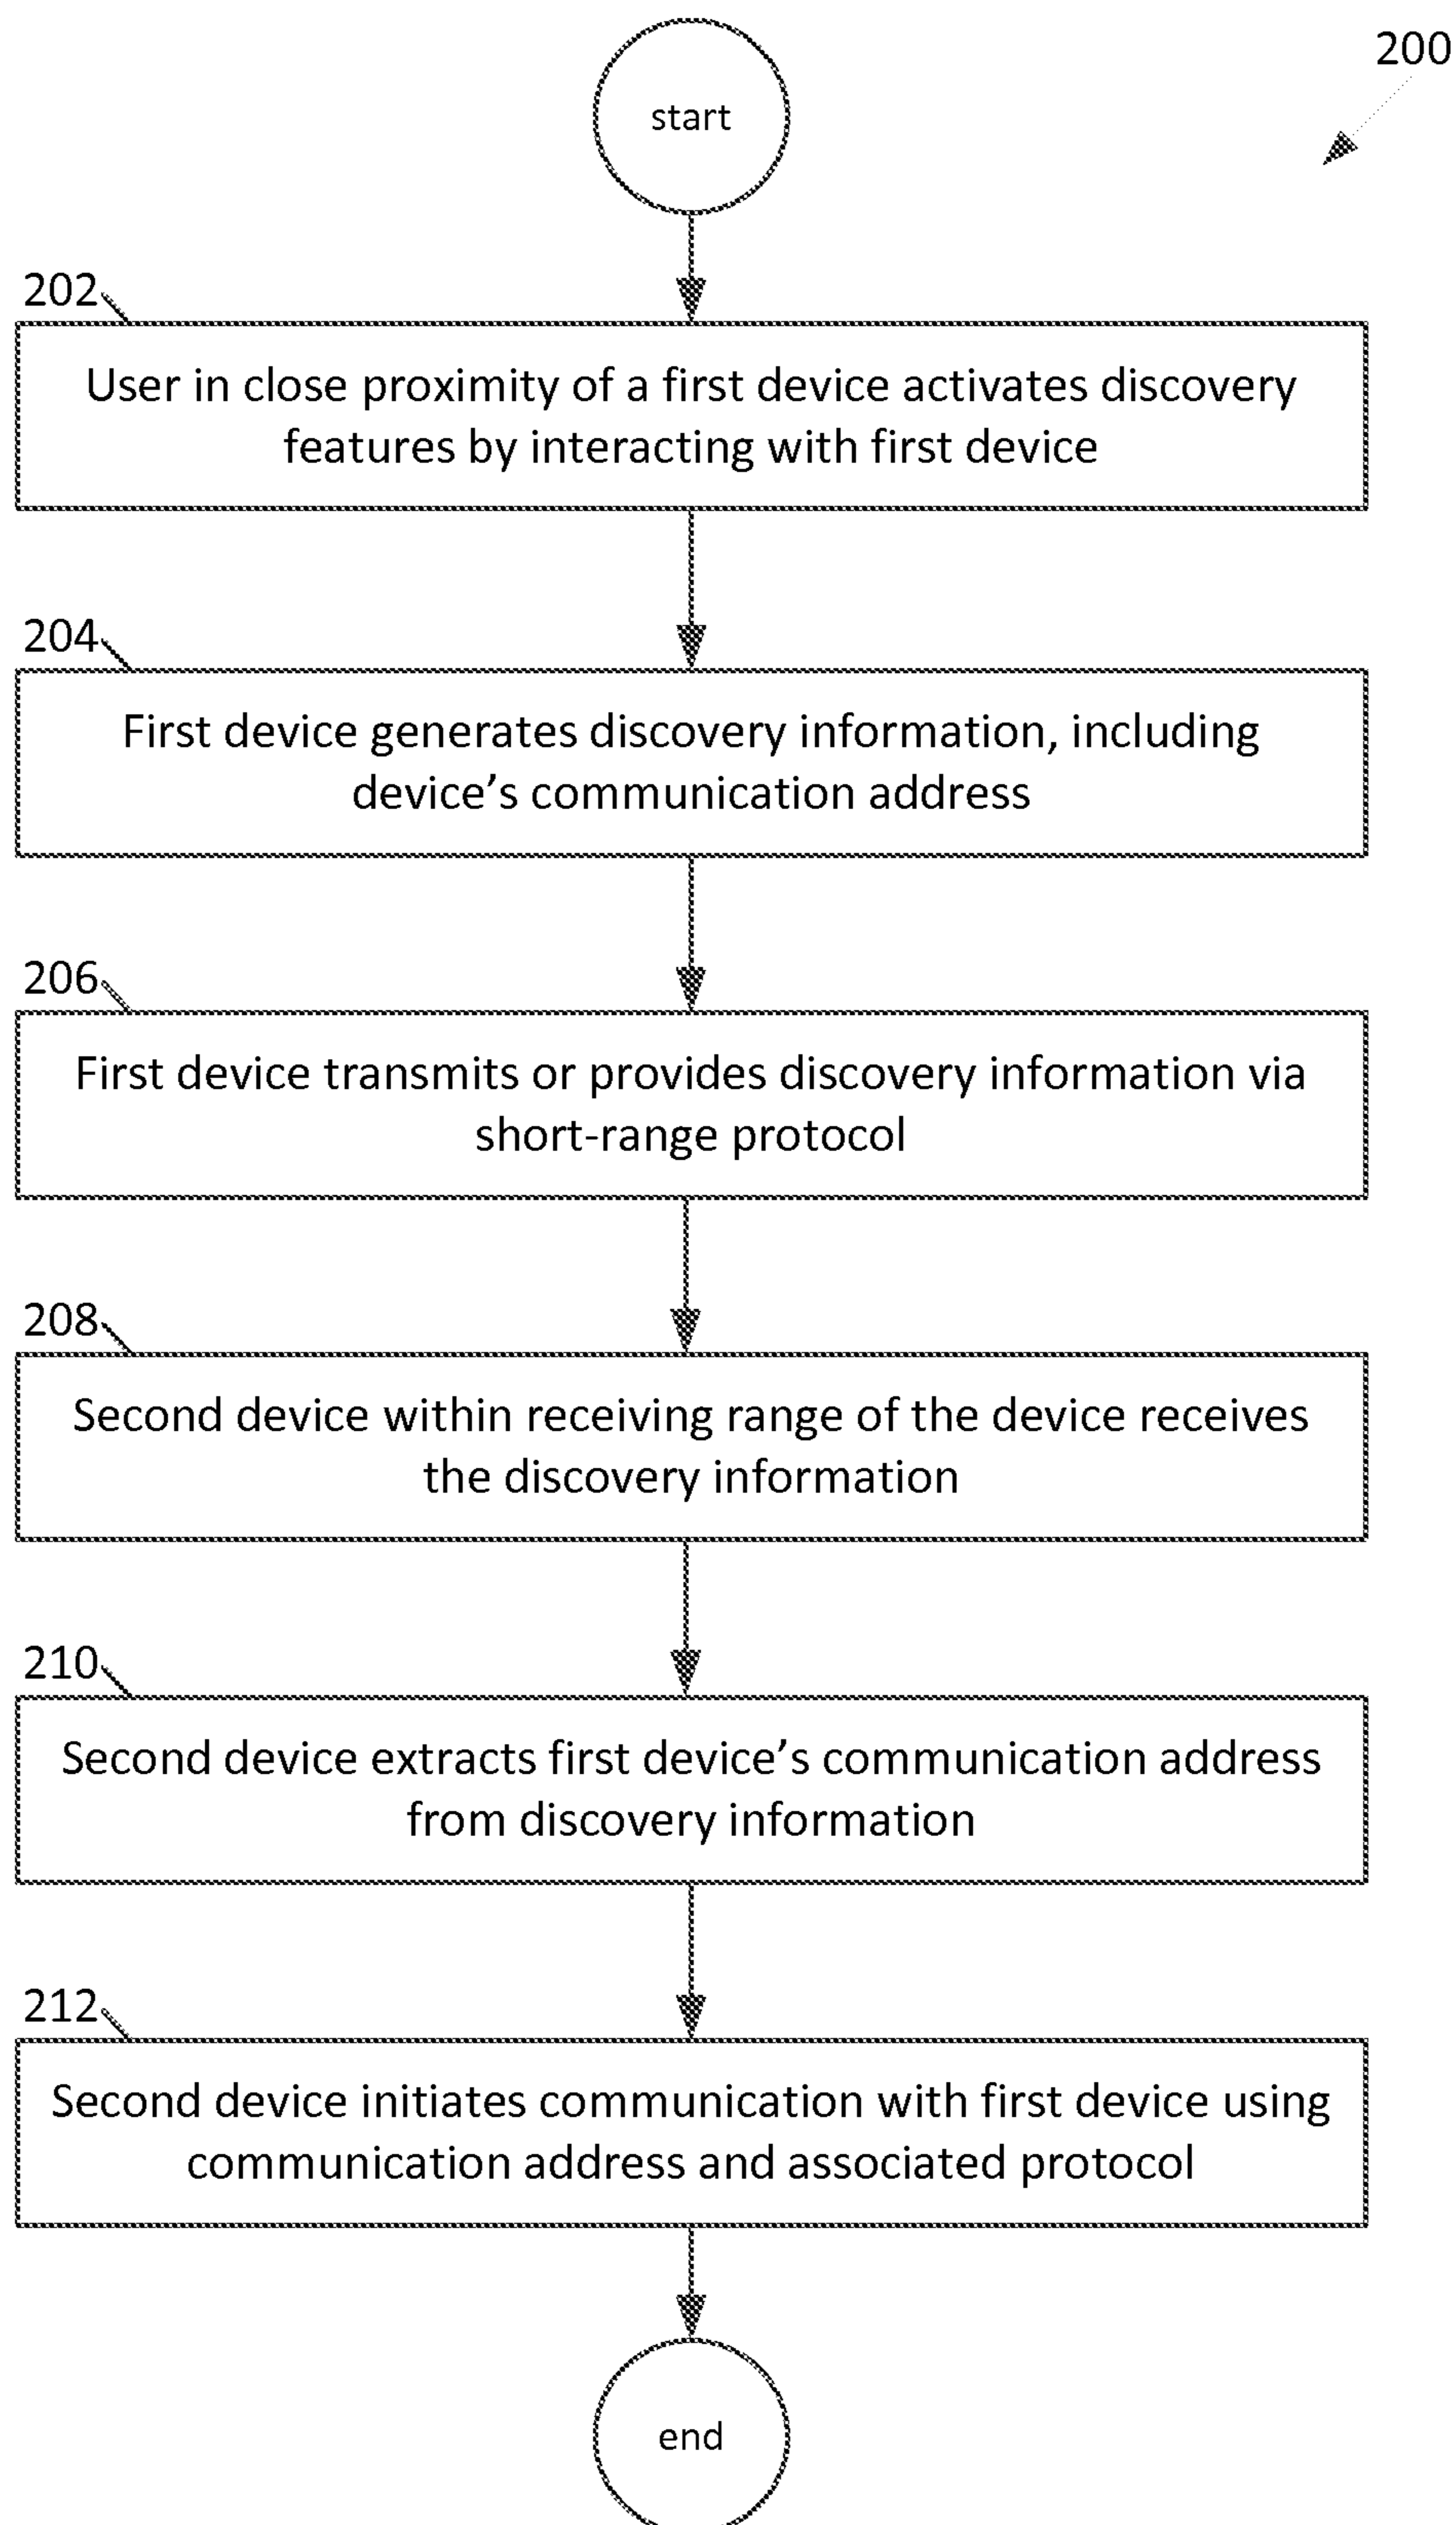 200
start
202
User in close proximity of a first device activates discovery
features by interacting with first device
204
First device generates discovery information, including
device’s communication address
206
First device transmits or provides discovery information via
short-range protocol
208
Second device within receiving range of the device receives
the discovery information
210
Second device extracts first device’s communication address
from discovery information
212
Second device initiates communication with first device using
communication address and associated protocol
end